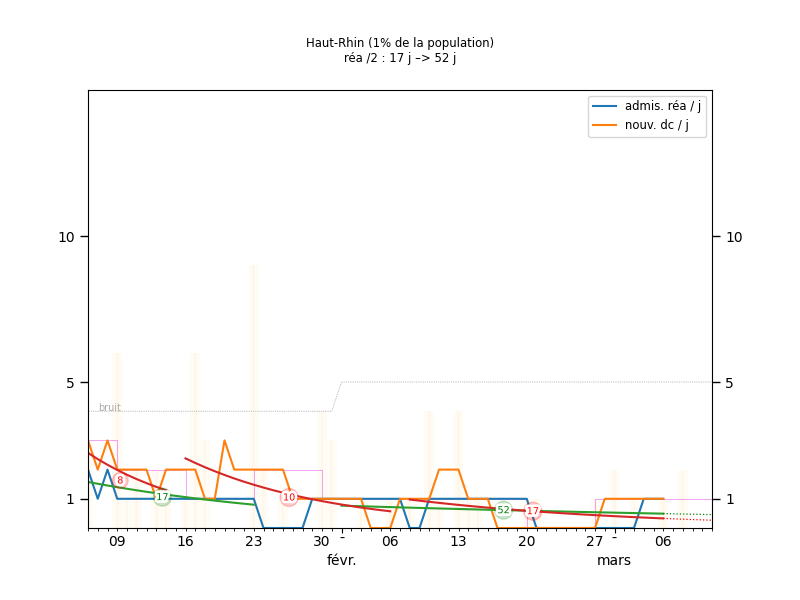 Haut-Rhin (1% de la population)
réa /2 : 17 j –> 52 j
admis. réa / j
nouv. dc / j
10 10
5 5
bruit
8
17 10 1 1
52 17
09 16 23 30 - 06 13 20 27 - 06
févr. mars